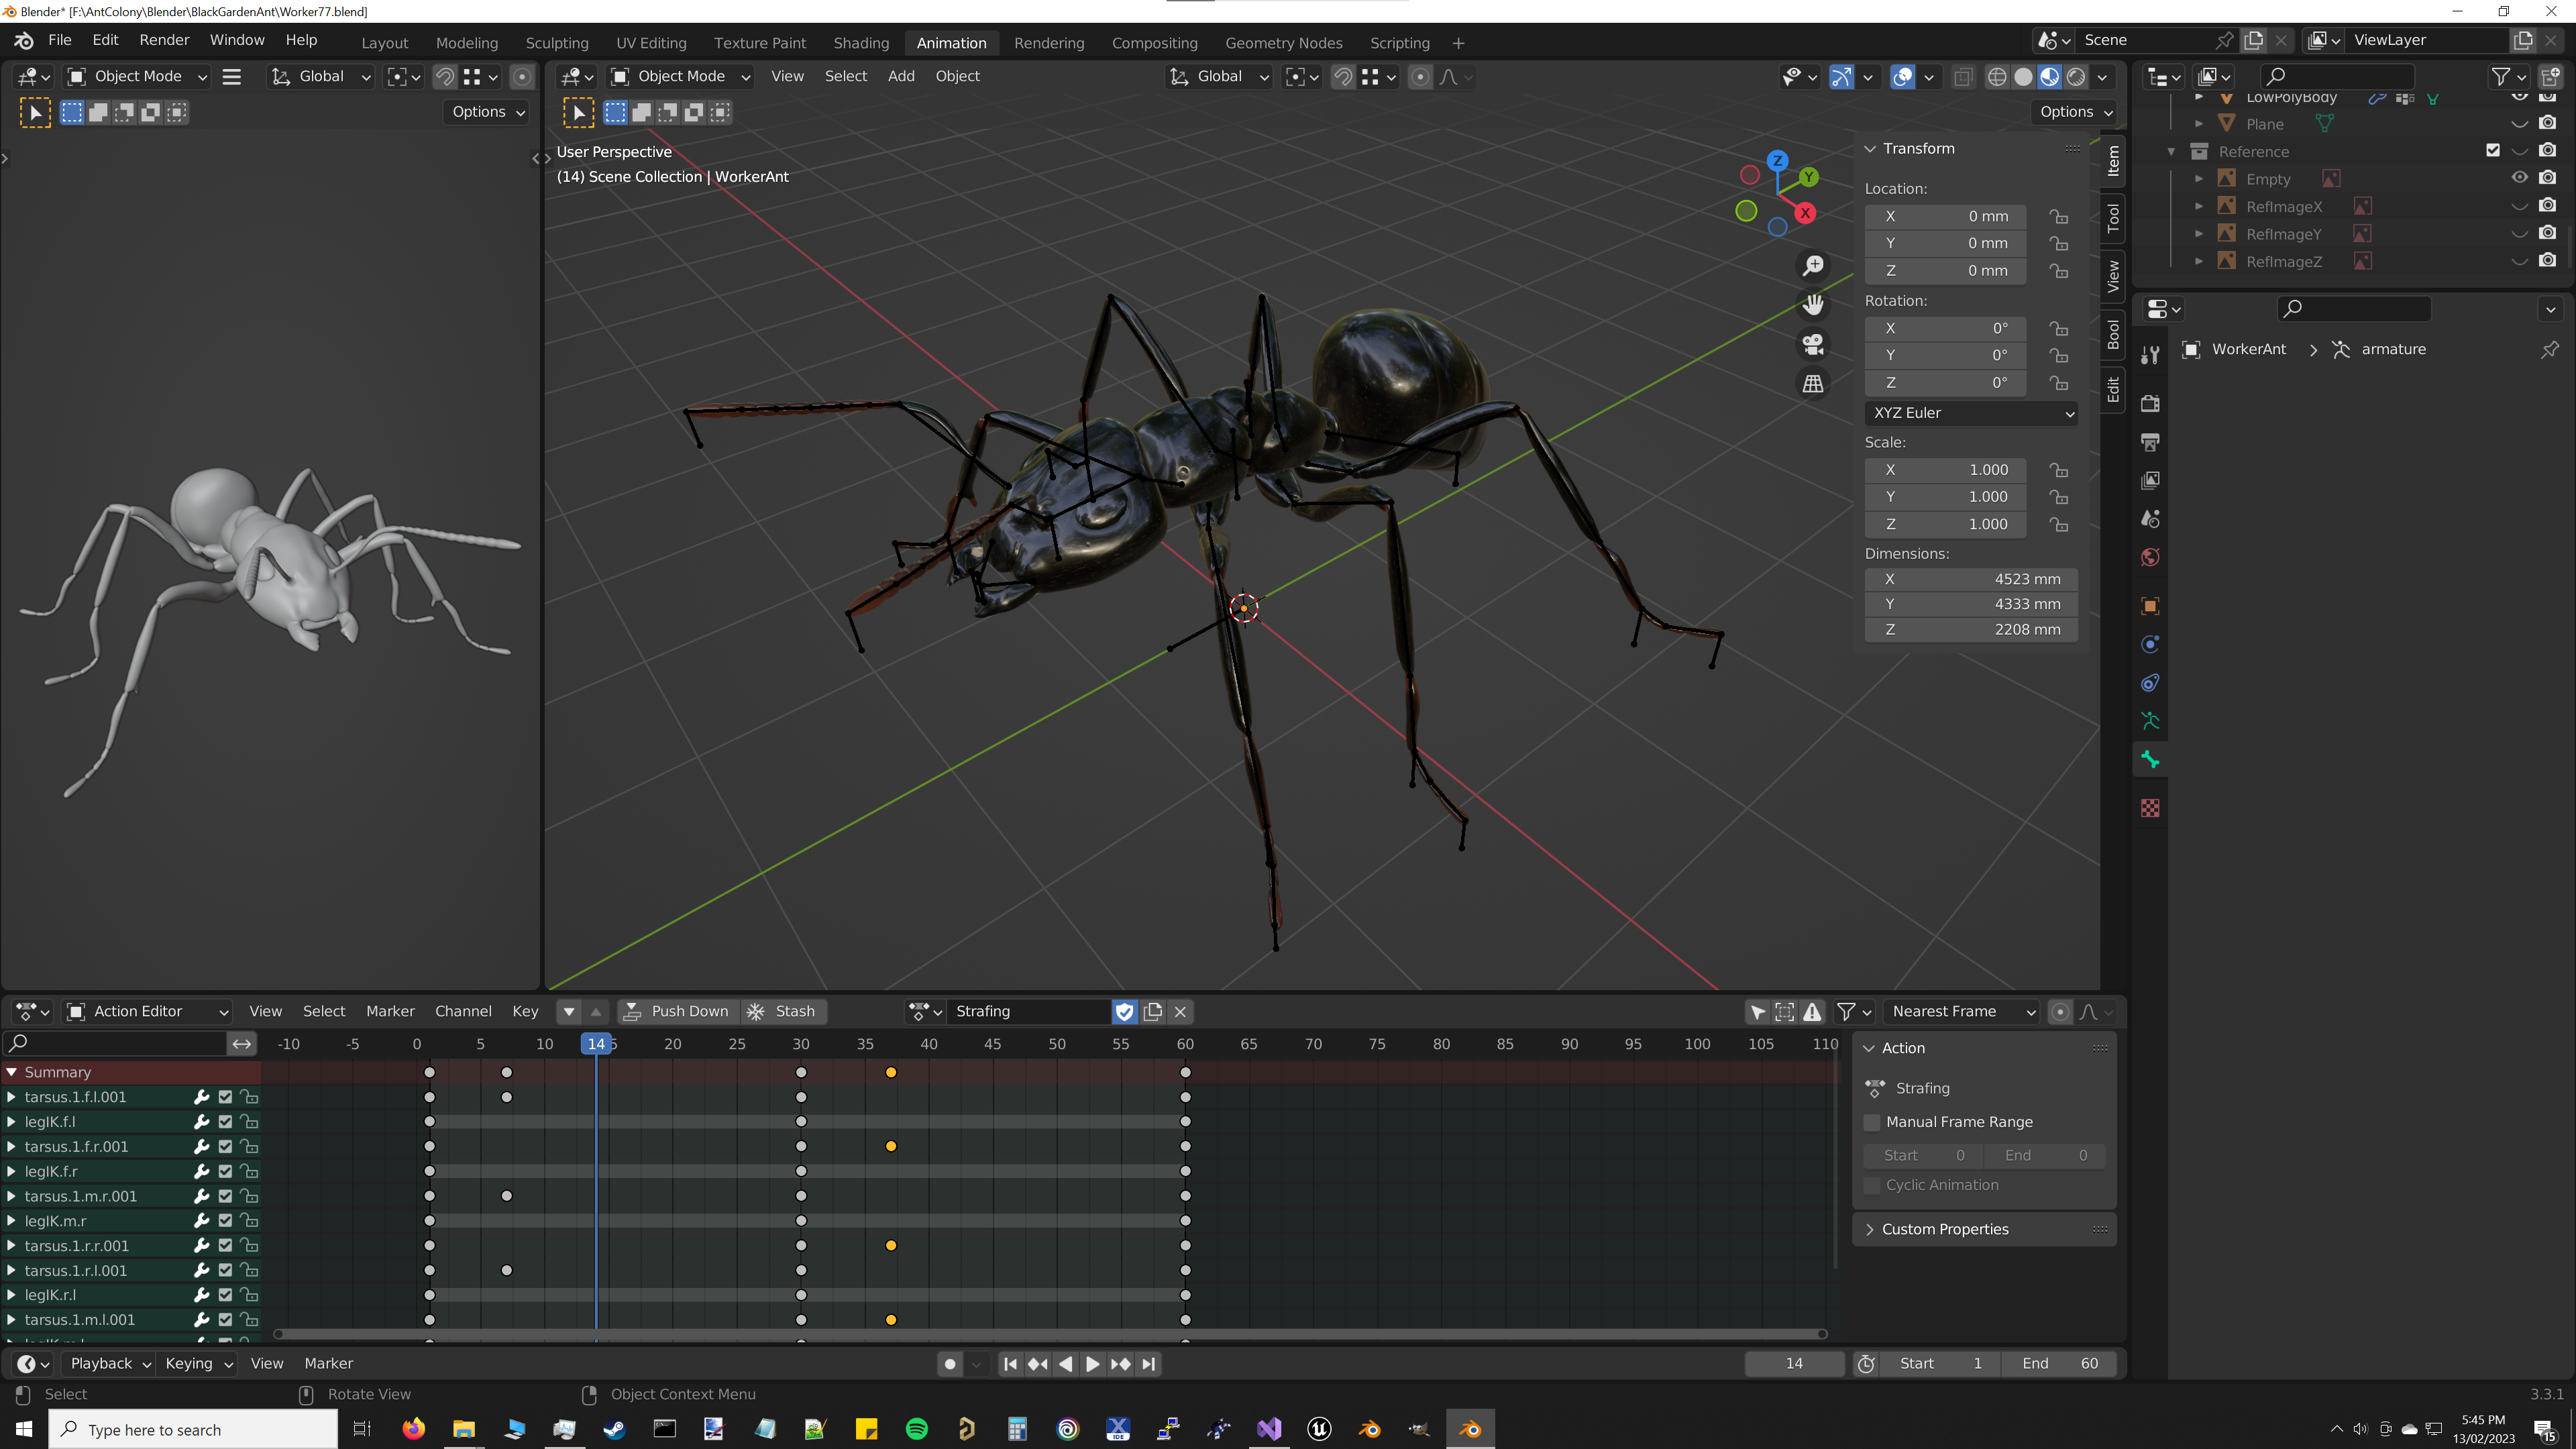 Blender* [F:\AntColony\Blender\BlackGardenAnt\Worker77.blend]
File Edit Render Window Help Layout Modeling Sculpting UV Editing Texture Paint Shading Animation Rendering Compositing Geometry Nodes Scripting + Scene ViewLayer
Object Mode Global Object Mode View Select Add Object Global
Options Options
User Perspective
(14) Scene Collection | WorkerAnt
Z
Y
X
Transform
Location:
X 0 mm
Y 0 mm
Z 0 mm
Rotation:
X 0°
Y 0°
Z 0°
XYZ Euler
Scale:
X 1.000
Y 1.000
Z 1.000
Dimensions:
X 4523 mm
Y 4333 mm
Z 2208 mm
Item
Tool
View
Bool
Edit
LowPolyBody
Plane
Reference
Empty
RefImageX
RefImageY
RefImageZ
WorkerAnt armature
Action Editor View Select Marker Channel Key Push Down Stash Strafing Nearest Frame
-10 -5 0 5 10 14 20 25 30 35 40 45 50 55 60 65 70 75 80 85 90 95 100 105 110
Summary
tarsus.1.f.l.001
legIK.f.l
tarsus.1.f.r.001
legIK.f.r
tarsus.1.m.r.001
legIK.m.r
tarsus.1.r.r.001
tarsus.1.r.l.001
legIK.r.l
tarsus.1.m.l.001
Action
Strafing
Manual Frame Range
Start 0 End 0
Cyclic Animation
Custom Properties
Playback Keying View Marker 14 Start 1 End 60
Select Rotate View Object Context Menu 3.3.1
Type here to search
IDE
5:45 PM
13/02/2023
15